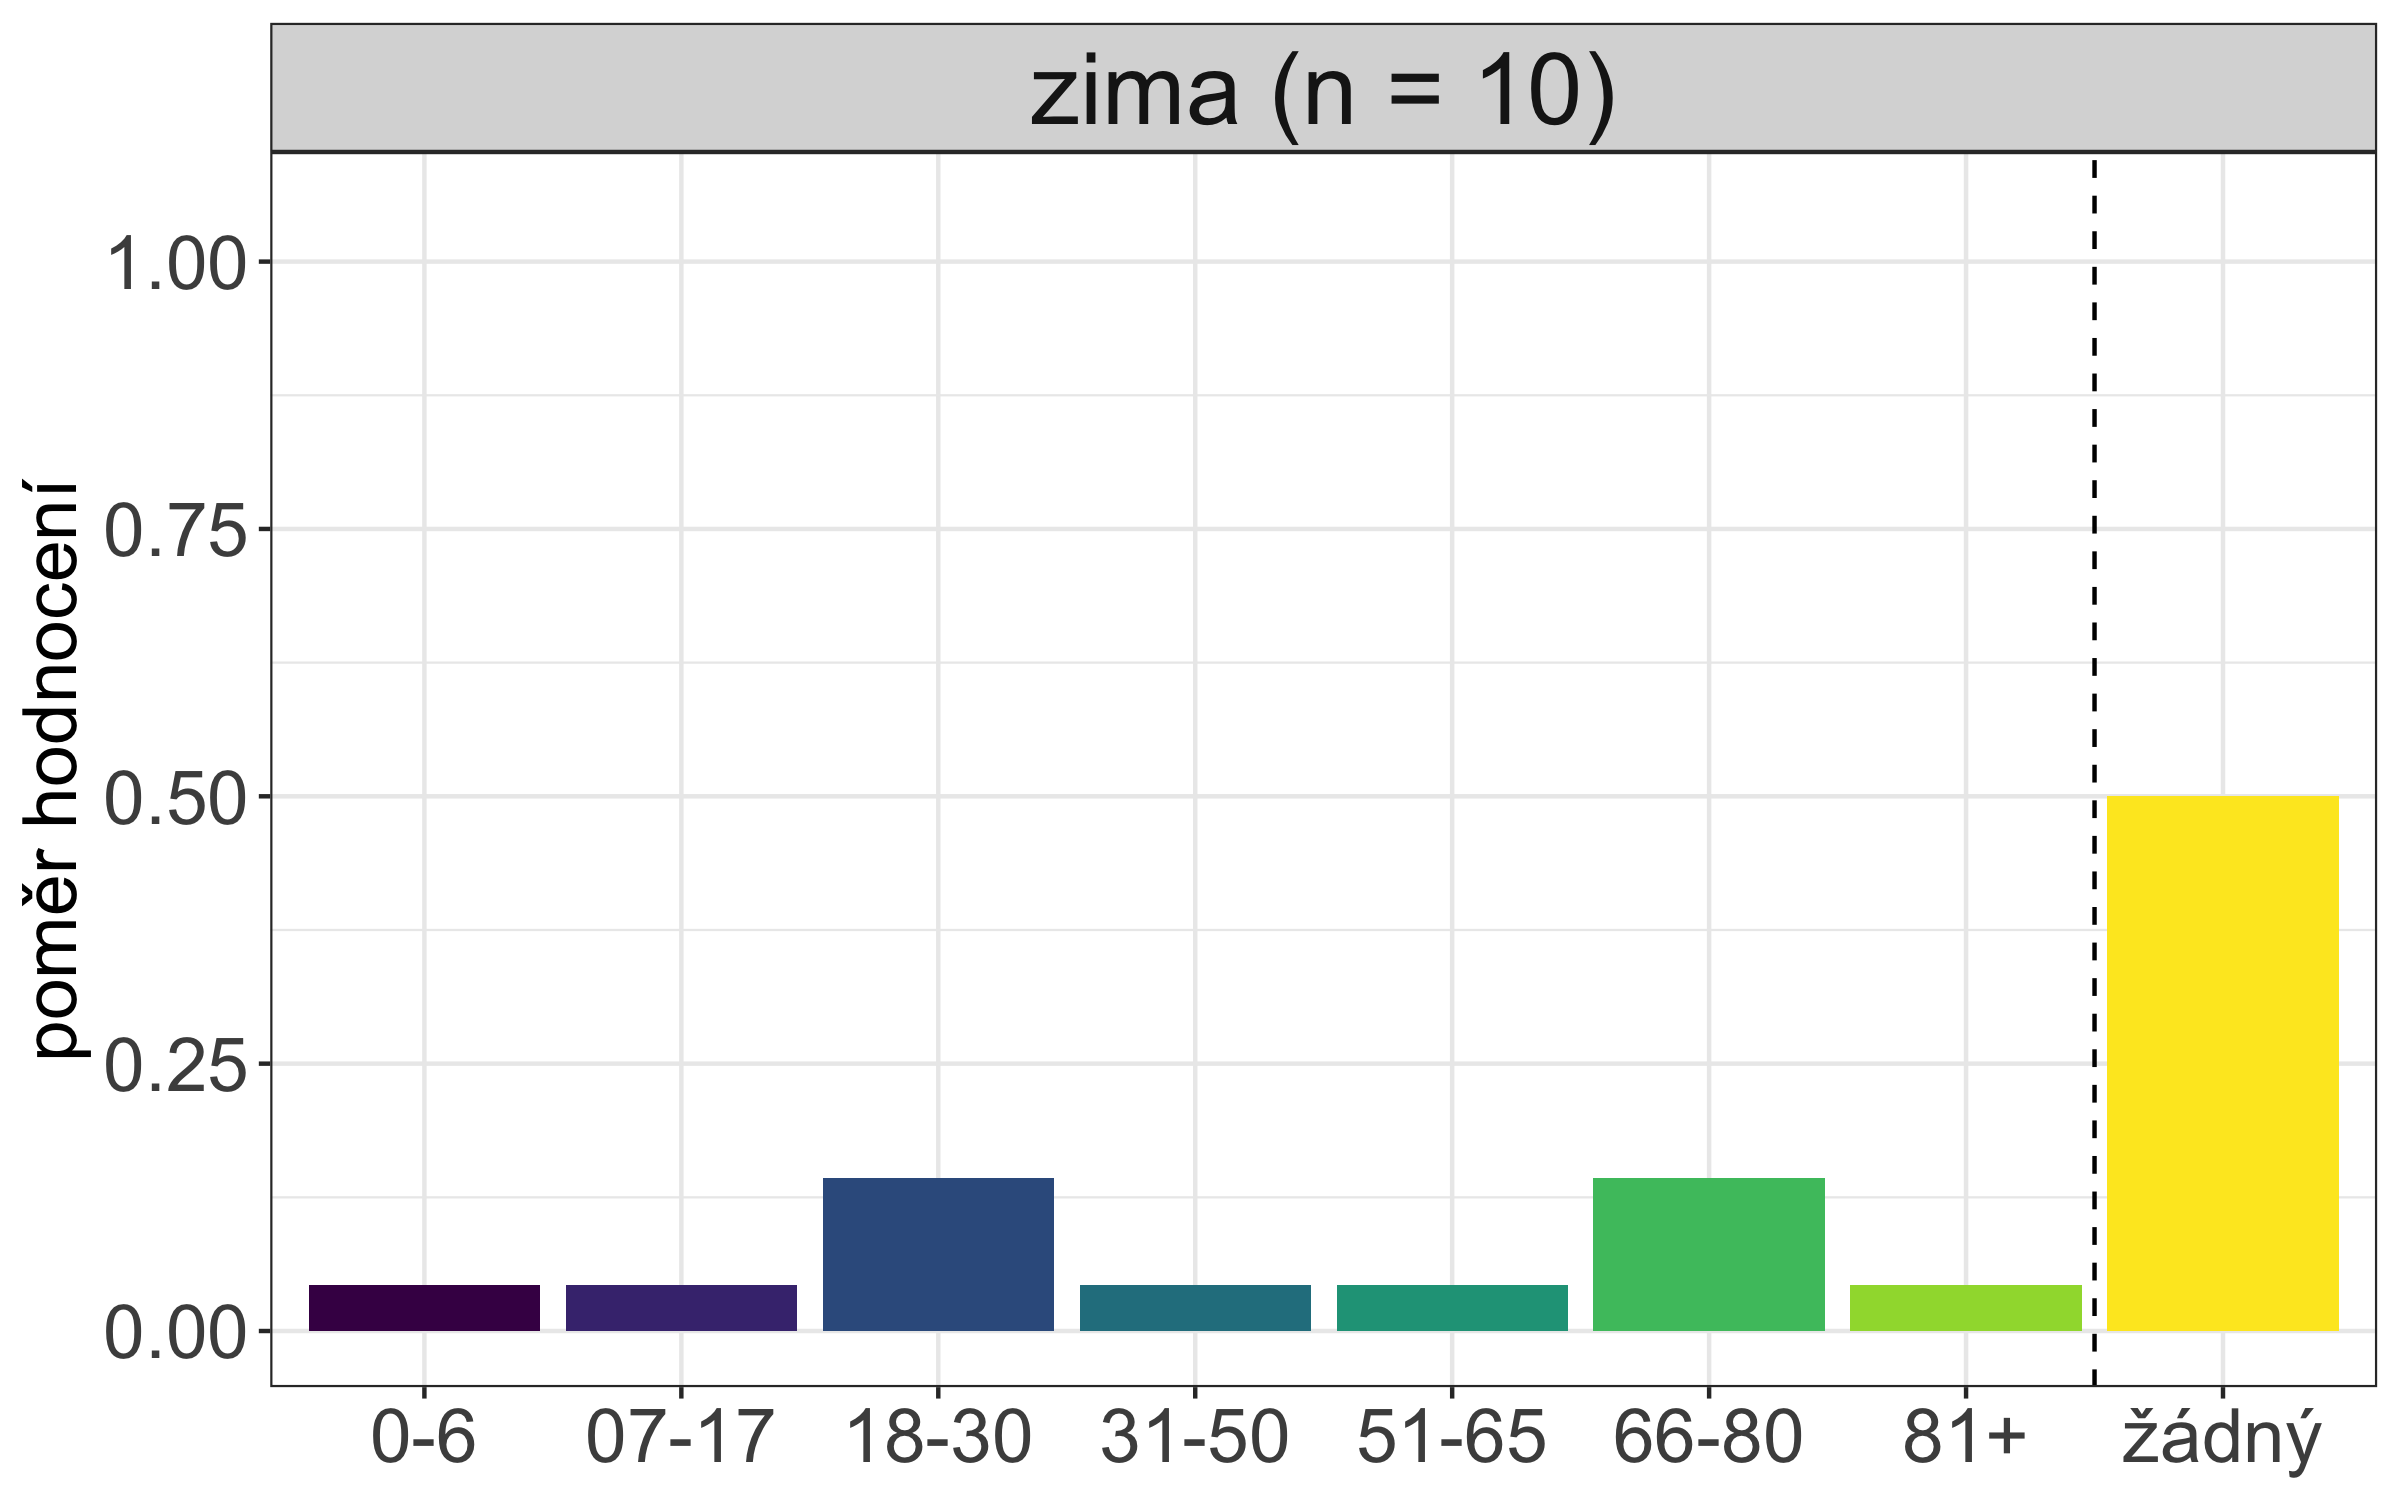 zima (n = 10)
poměr hodnocení
1.00
0.75
0.50
0.25
0.00
0-6 07-17 18-30 31-50 51-65 66-80 81+ žádný